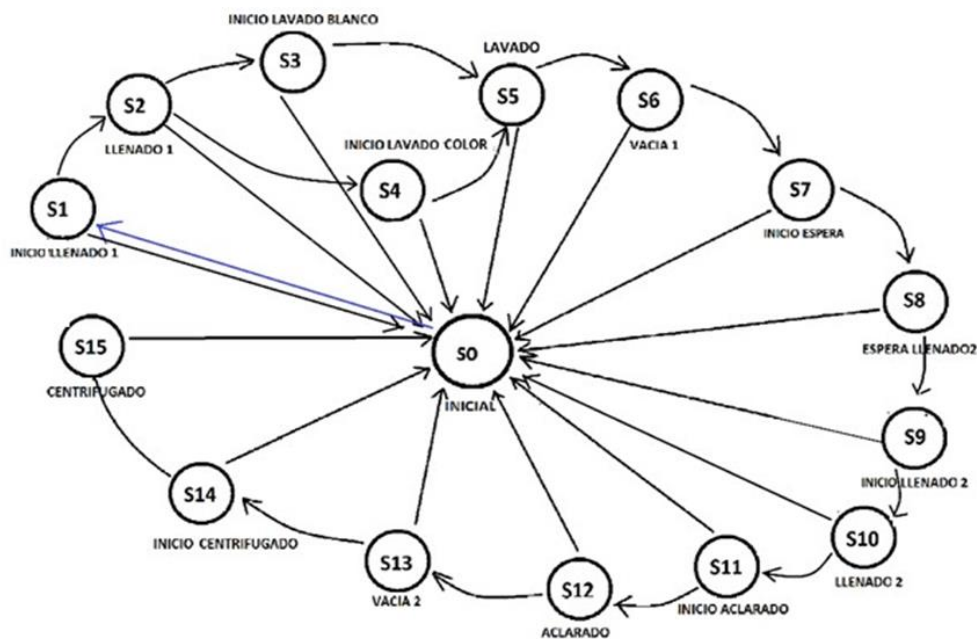 INICIO LAVADO BLANCO
S3
LAVADO
S5
S6
VACIA 1
S2
LLENADO 1
INICIO LAVADO COLOR
S4
S7
INICIO ESPERA
S1
INICIO LLENADO 1
S8
ESPERA LLENADO2
S15
CENTRIFUGADO
S0
INICIAL
S9
INICIO LLENADO 2
S14
INICIO CENTRIFUGADO
S10
LLENADO 2
S13
VACIA 2
S12
ACLARADO
S11
INICIO ACLARADO